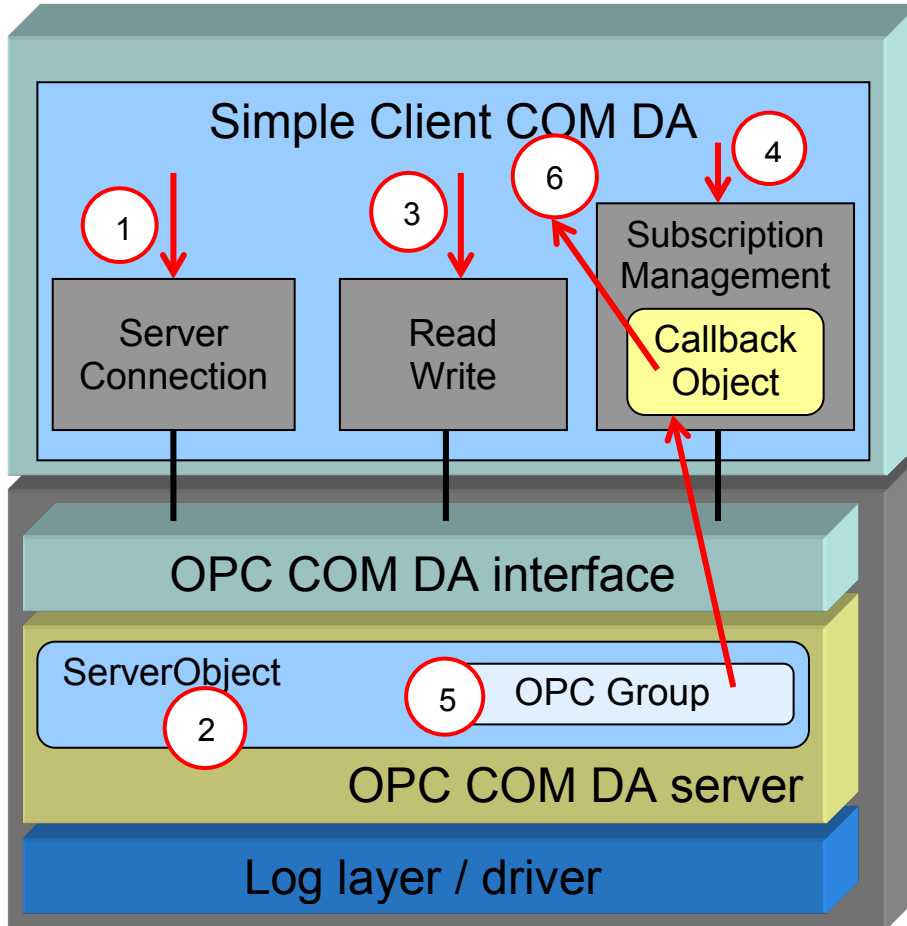 Simple Client COM DA
1
3
6
4
Server
Connection
Read
Write
Subscription
Management
Callback
Object
OPC COM DA interface
ServerObject
2
5
OPC Group
OPC COM DA server
Log layer / driver